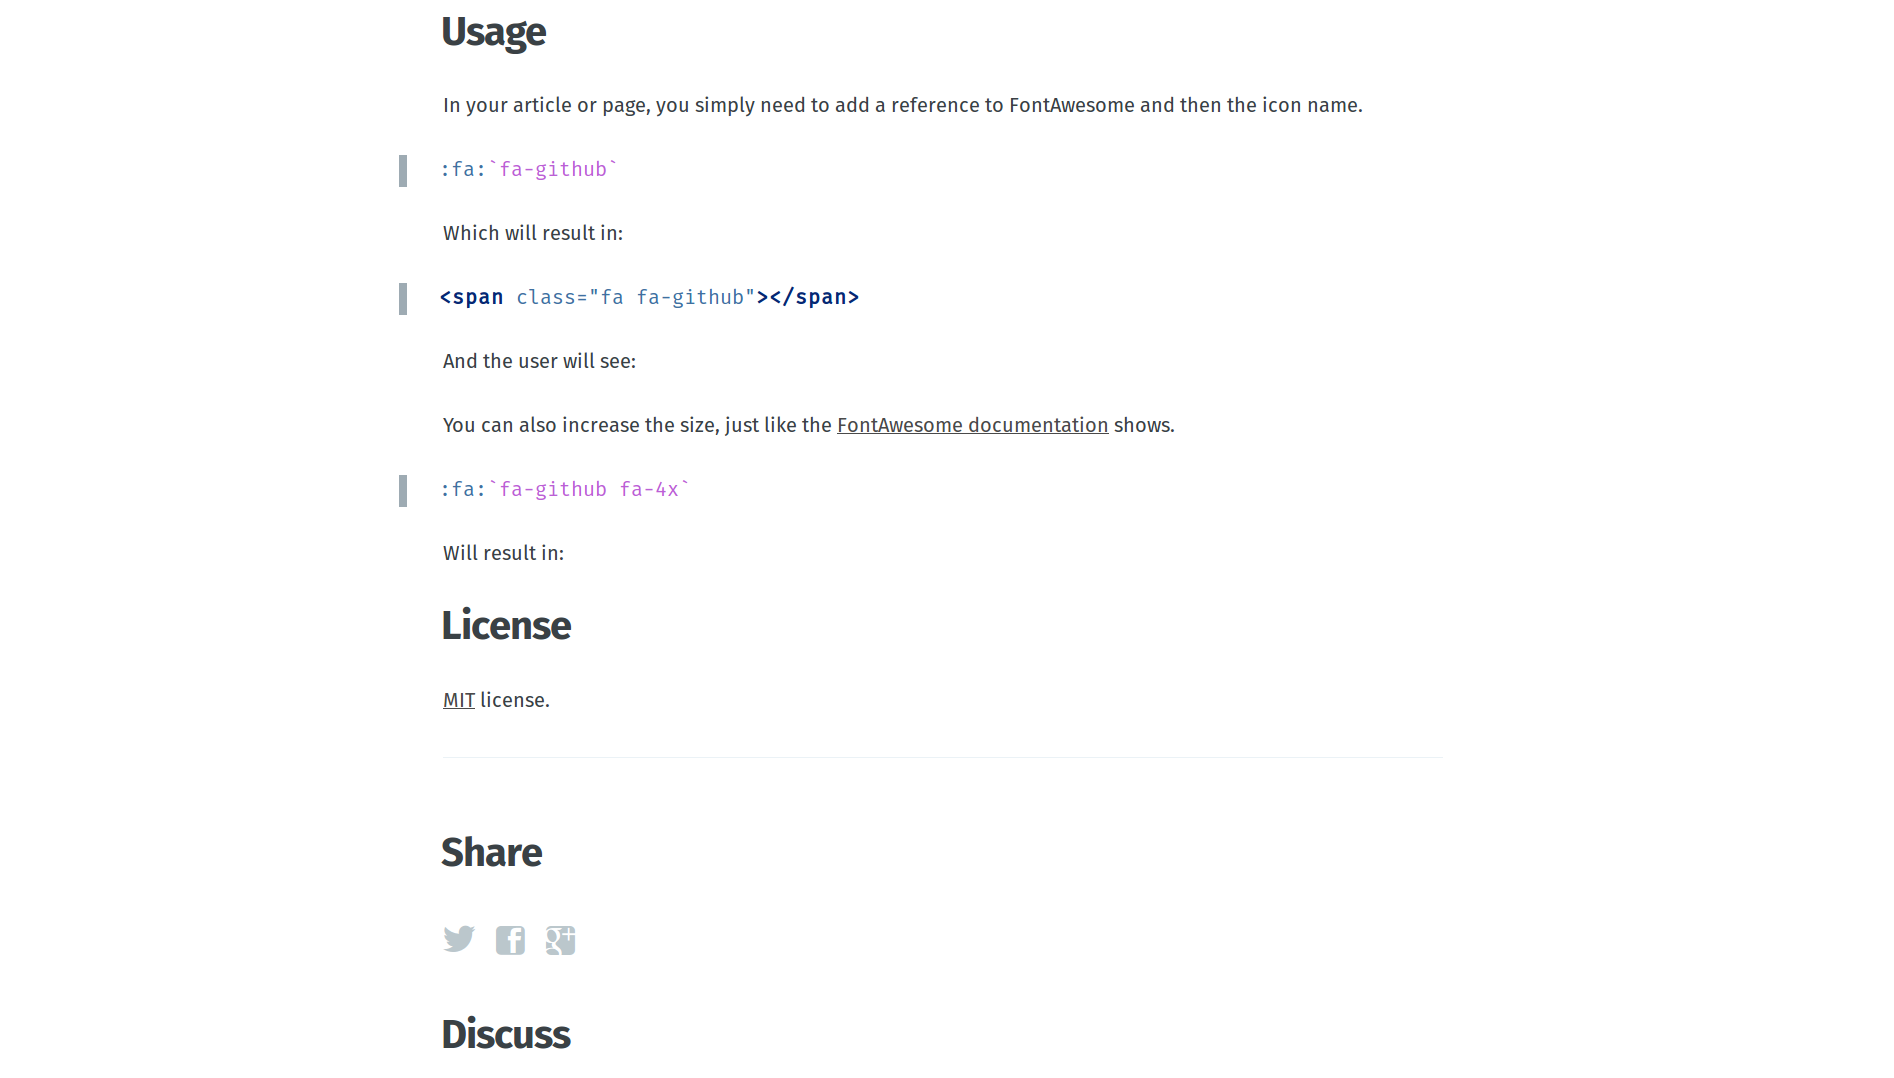 Usage
In your article or page, you simply need to add a reference to FontAwesome and then the icon name.
:fa:`fa-github`
Which will result in:
<span class="fa fa-github"></span>
And the user will see:
You can also increase the size, just like the FontAwesome documentation shows.
:fa:`fa-github fa-4x`
Will result in:
License
MIT license.
Share
Discuss